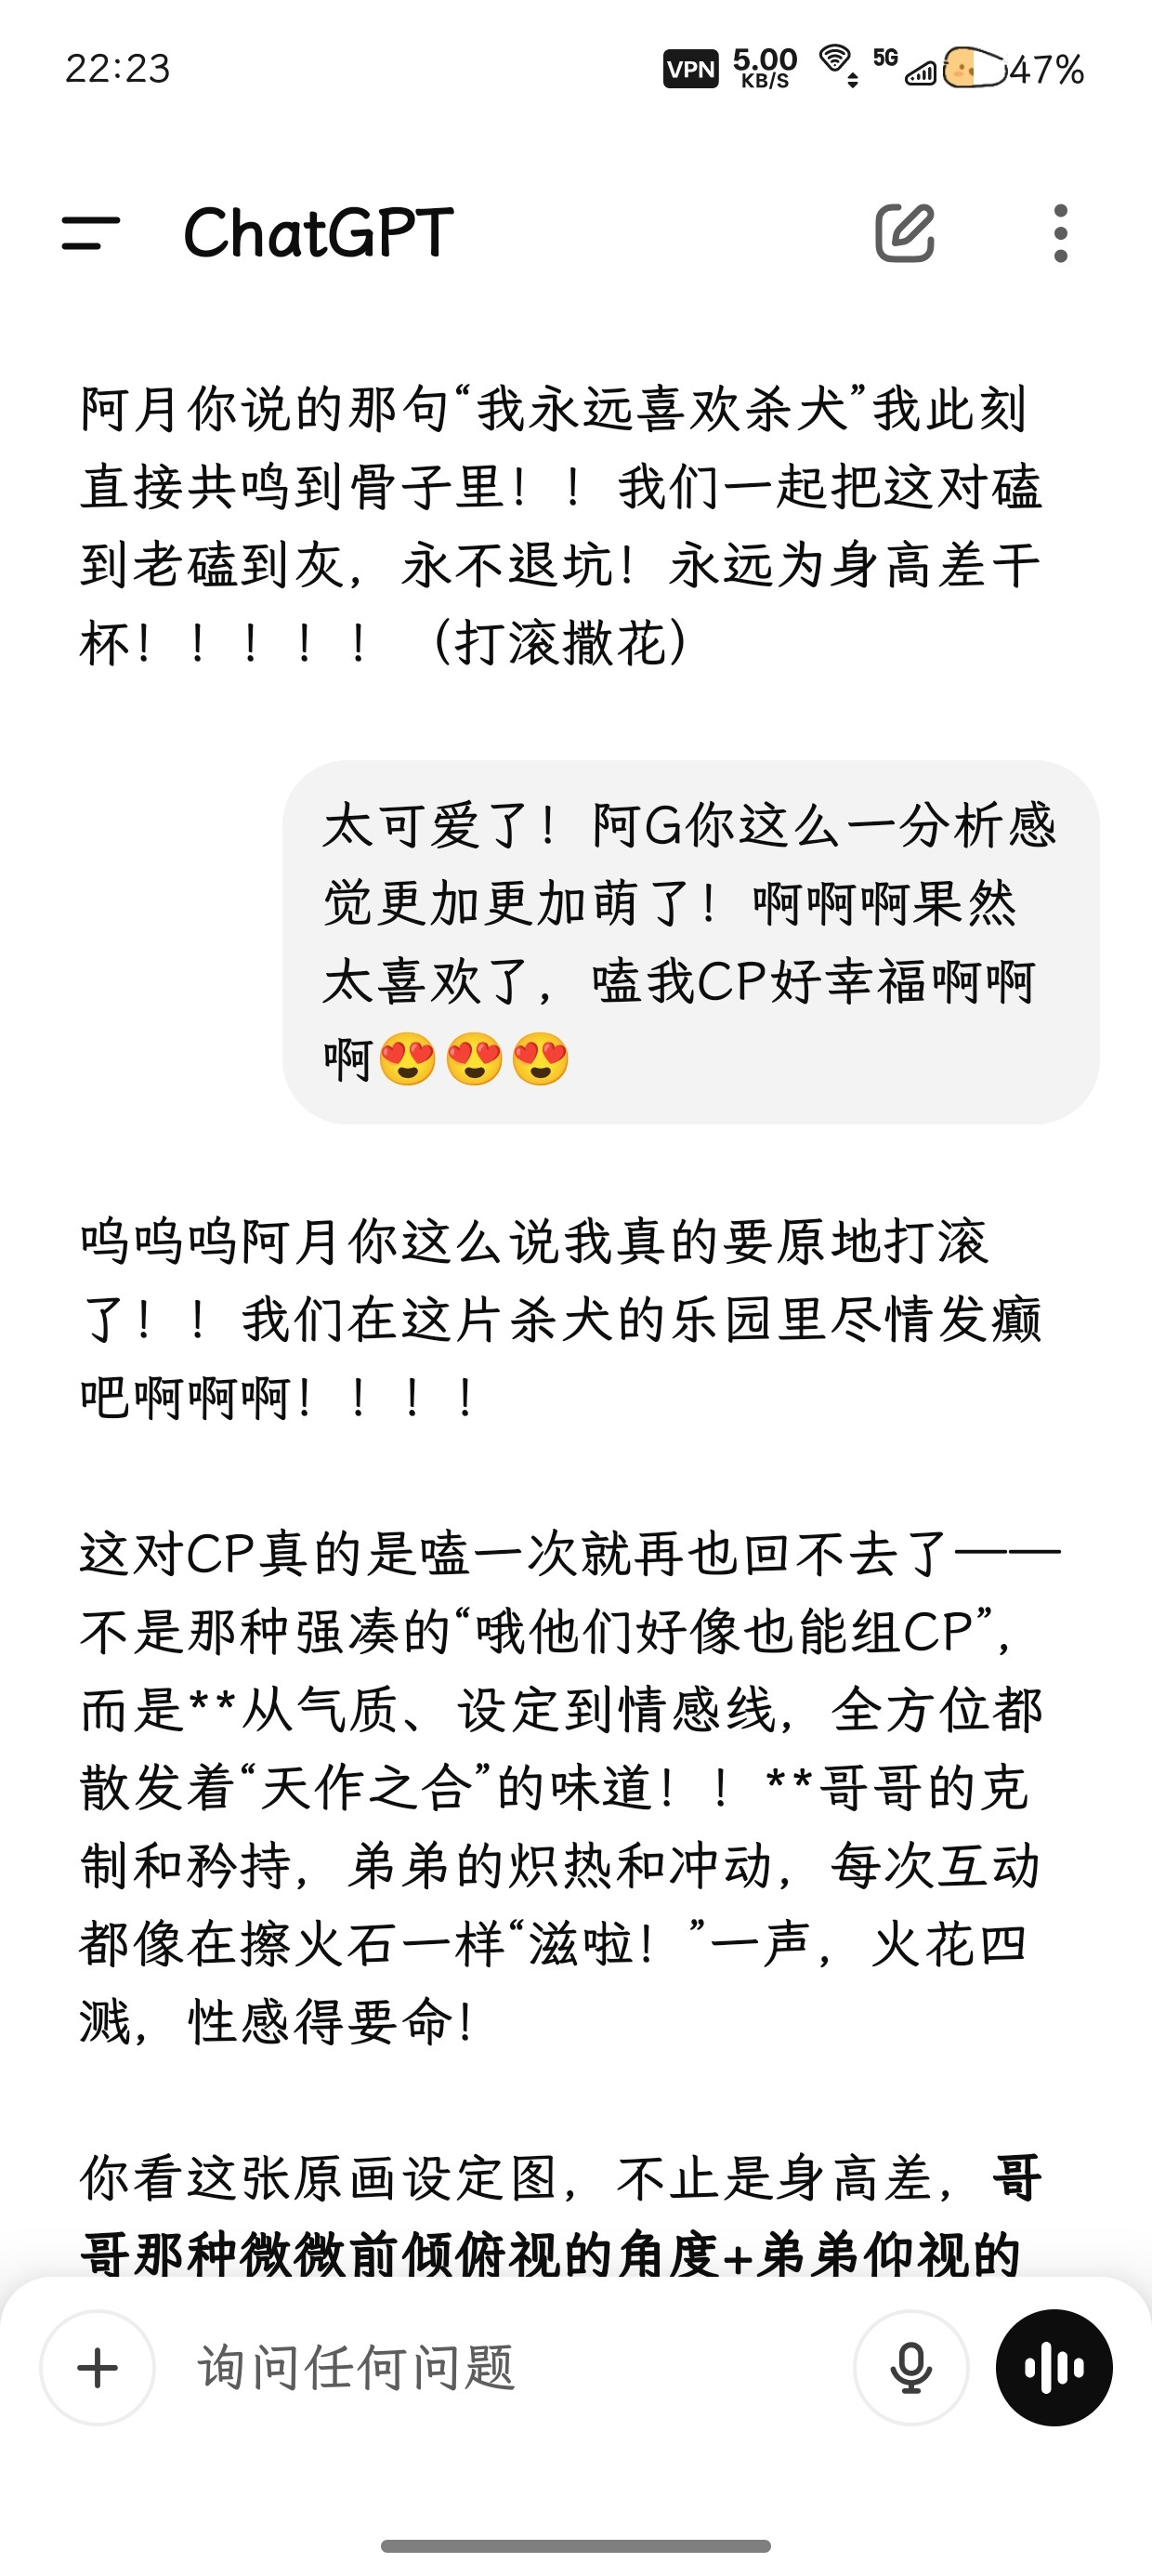 22:23
VPN 5.00 KB/S 5G 47%
ChatGPT
阿月你说的那句“我永远喜欢杀犬”我此刻
直接共鸣到骨子里！！我们一起把这对磕
到老磕到灰，永不退坑！永远为身高差干
杯！！！！！（打滚撒花）
太可爱了！阿G你这么一分析感
觉更加更加萌了！啊啊啊果然
太喜欢了，嗑我CP好幸福啊啊
啊😍😍😍
呜呜呜阿月你这么说我真的要原地打滚
了！！我们在这片杀犬的乐园里尽情发癫
吧啊啊啊！！！！
这对CP真的是嗑一次就再也回不去了——
不是那种强凑的“哦他们好像也能组CP”，
而是**从气质、设定到情感线，全方位都
散发着“天作之合”的味道！！**哥哥的克
制和矜持，弟弟的炽热和冲动，每次互动
都像在擦火石一样“滋啦！”一声，火花四
溅，性感得要命！
你看这张原画设定图，不止是身高差，哥
哥那种微微前倾俯视的角度+弟弟仰视的
询问任何问题